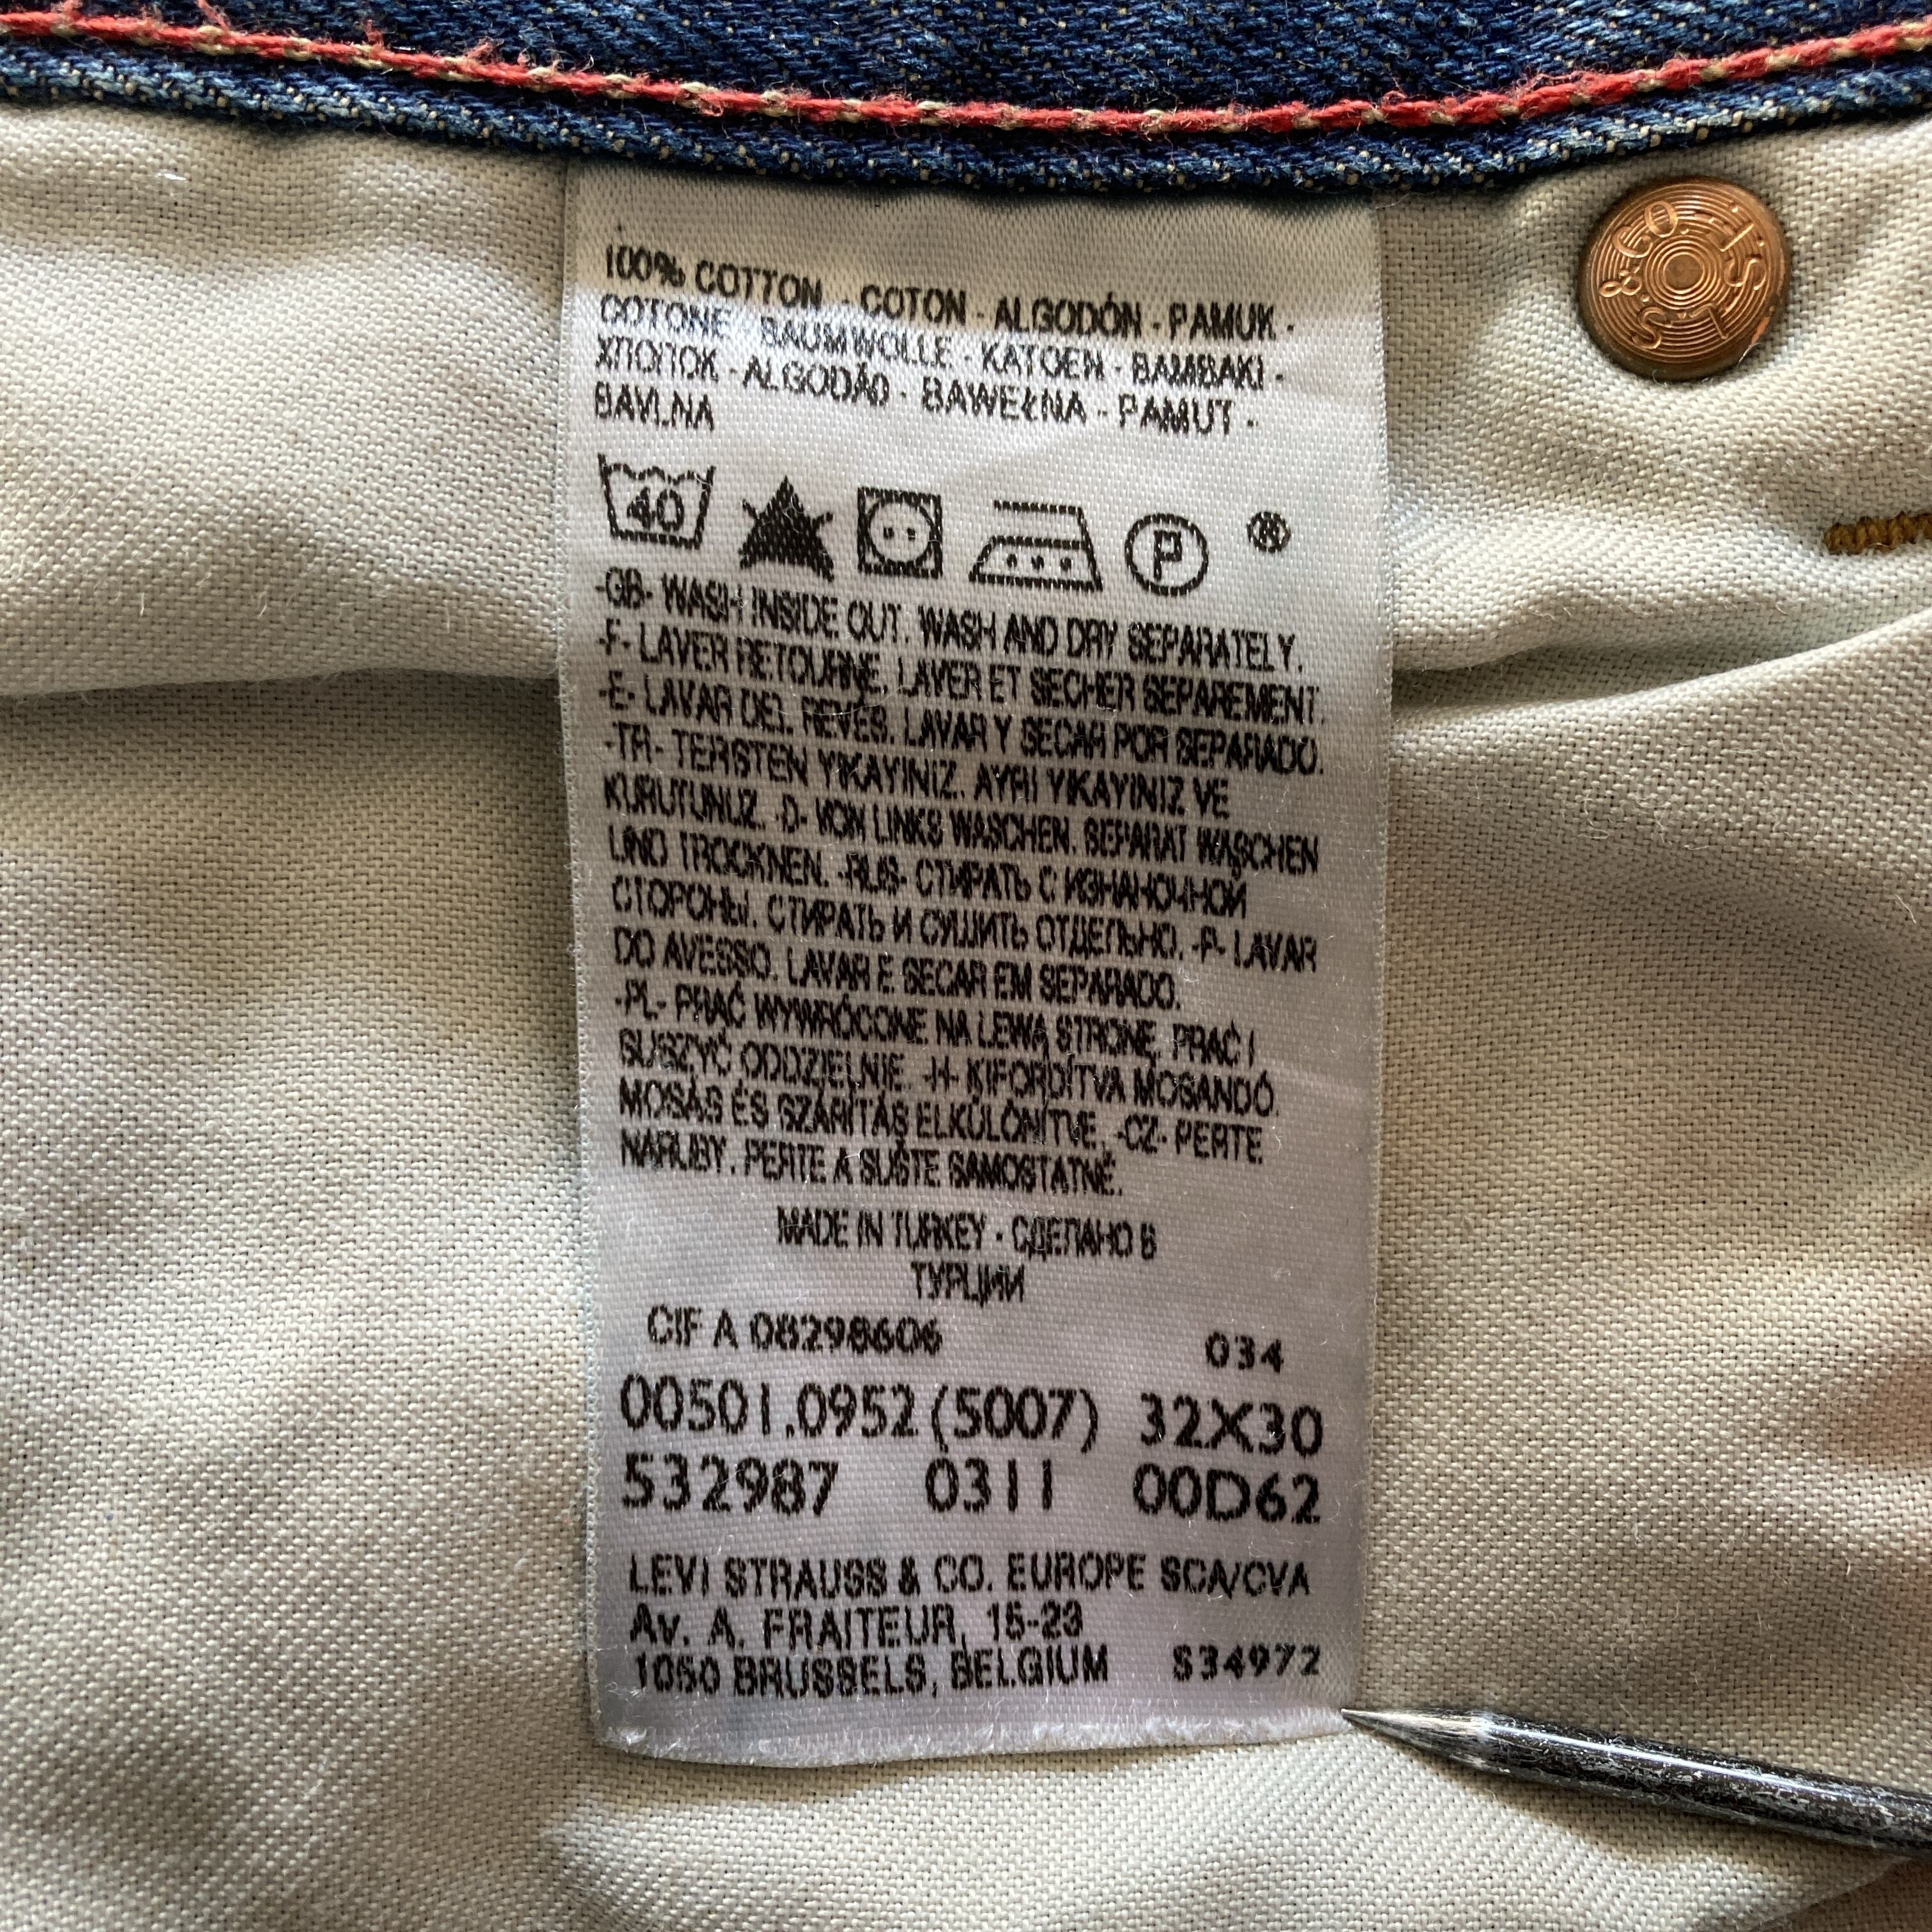 100% COTTON - COTON - ALGODÓN - PAMUK -
COTONE - BAUMWOLLE - KATOEN - BAMBAKI -
ХЛОПОК - ALGODÃO - BAWEŁNA - PAMUT -
BAVLNA
40 P ®
-GB- WASH INSIDE OUT. WASH AND DRY SEPARATELY.
-F- LAVER RETOURNE, LAVER ET SECHER SEPAREMENT.
-E- LAVAR DEL REVES. LAVAR Y SECAR POR SEPARADO.
-TR- TERSTEN YIKAYINIZ. AYRI YIKAYINIZ VE
KURUTUNUZ. -D- VON LINKS WASCHEN. SEPARAT WASCHEN
UND TROCKNEN. -RUS- СТИРАТЬ С ИЗНАНОЧНОЙ
СТОРОНЫ. СТИРАТЬ И СУШИТЬ ОТДЕЛЬНО. -P- LAVAR
DO AVESSO. LAVAR E SECAR EM SEPARADO.
-PL- PRAĆ WYWRÓCONE NA LEWĄ STRONĘ. PRAĆ I
SUSZYĆ ODDZIELNIE. -H- KIFORDÍTVA MOSANDÓ.
MOSÁS ÉS SZÁRÍTÁS ELKÜLÖNÍTVE. -CZ- PERTE
NARUBY. PERTE A SUŠTE SAMOSTATNĚ.
MADE IN TURKEY - СДЕЛАНО В
ТУРЦИИ
CIF A 08298606 034
00501.0952 (5007) 32X30
532987 0311 00D62
LEVI STRAUSS & CO. EUROPE SCA/CVA
AV. A. FRAITEUR, 15-23
1050 BRUSSELS, BELGIUM S34972